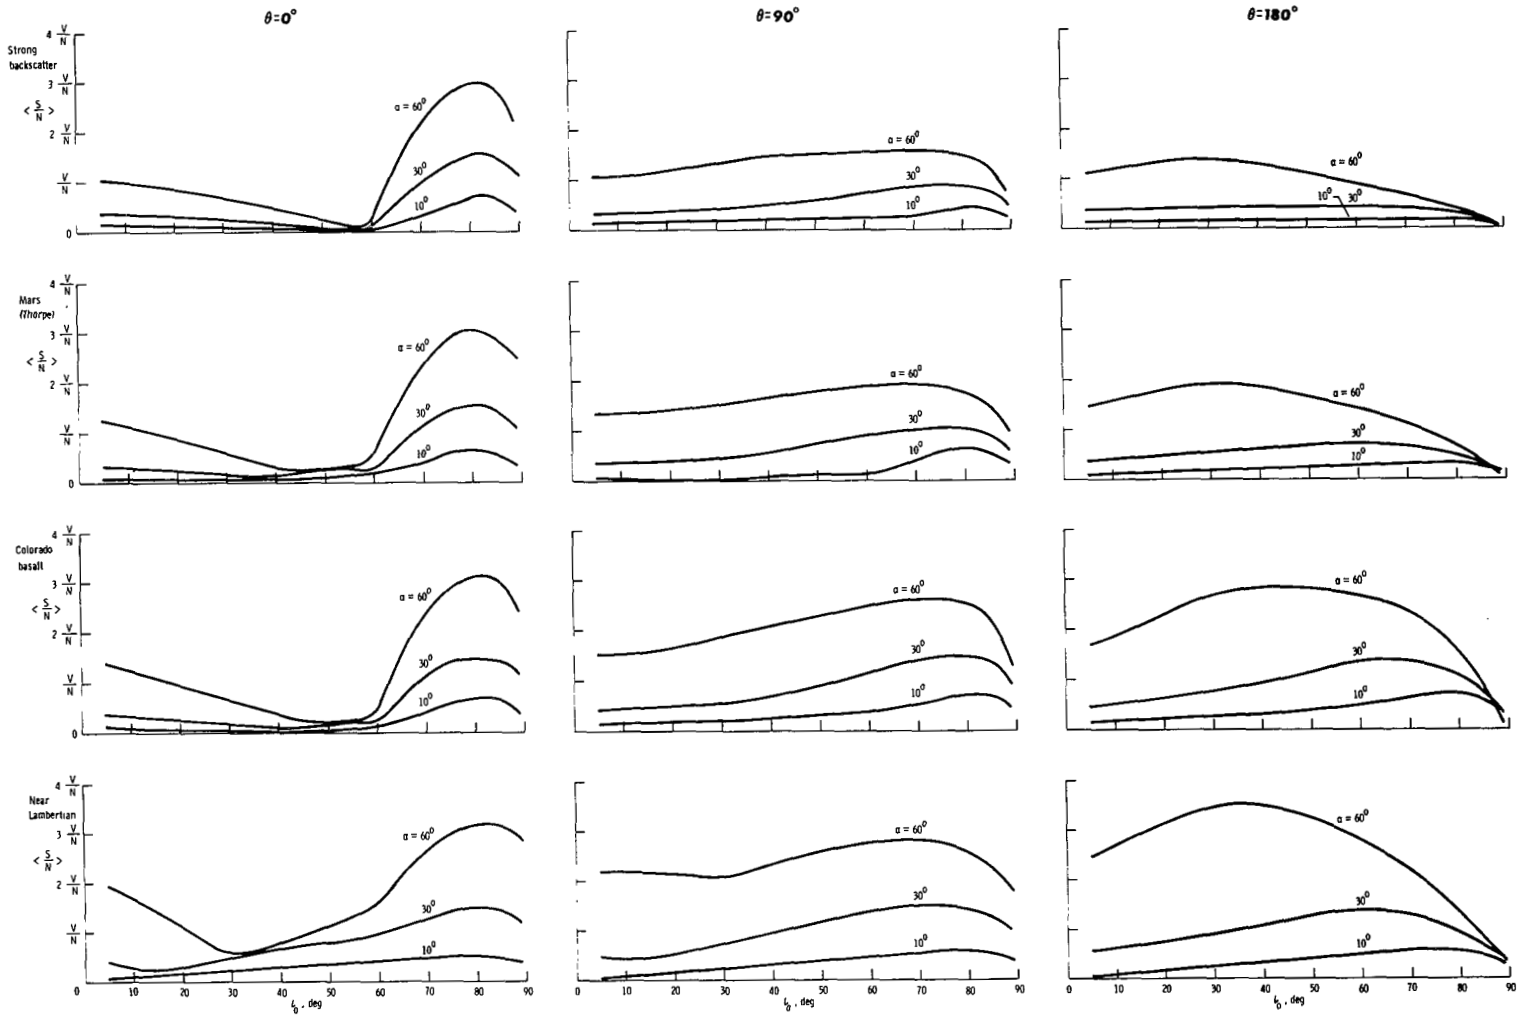 θ=0° θ=90° θ=180°
Strong
backscatter
< S/N >
4 V/N
3 V/N
2 V/N
V/N
0
α = 60°
30°
10°
α = 60°
30°
10°
α = 60°
10° 30°
Mars
(Thorpe)
< S/N >
4 V/N
3 V/N
2 V/N
V/N
0
α = 60°
30°
10°
α = 60°
30°
10°
α = 60°
30°
10°
Colorado
basalt
< S/N >
4 V/N
3 V/N
2 V/N
V/N
0
α = 60°
30°
10°
α = 60°
30°
10°
α = 60°
30°
10°
Near
Lambertian
< S/N >
4 V/N
3 V/N
2 V/N
V/N
α = 60°
30°
10°
α = 60°
30°
10°
α = 60°
30°
10°
0 10 20 30 40 50 60 70 80 90
, deg
0 10 20 30 40 50 60 70 80 90
, deg
0 10 20 30 40 50 60 70 80 90
, deg